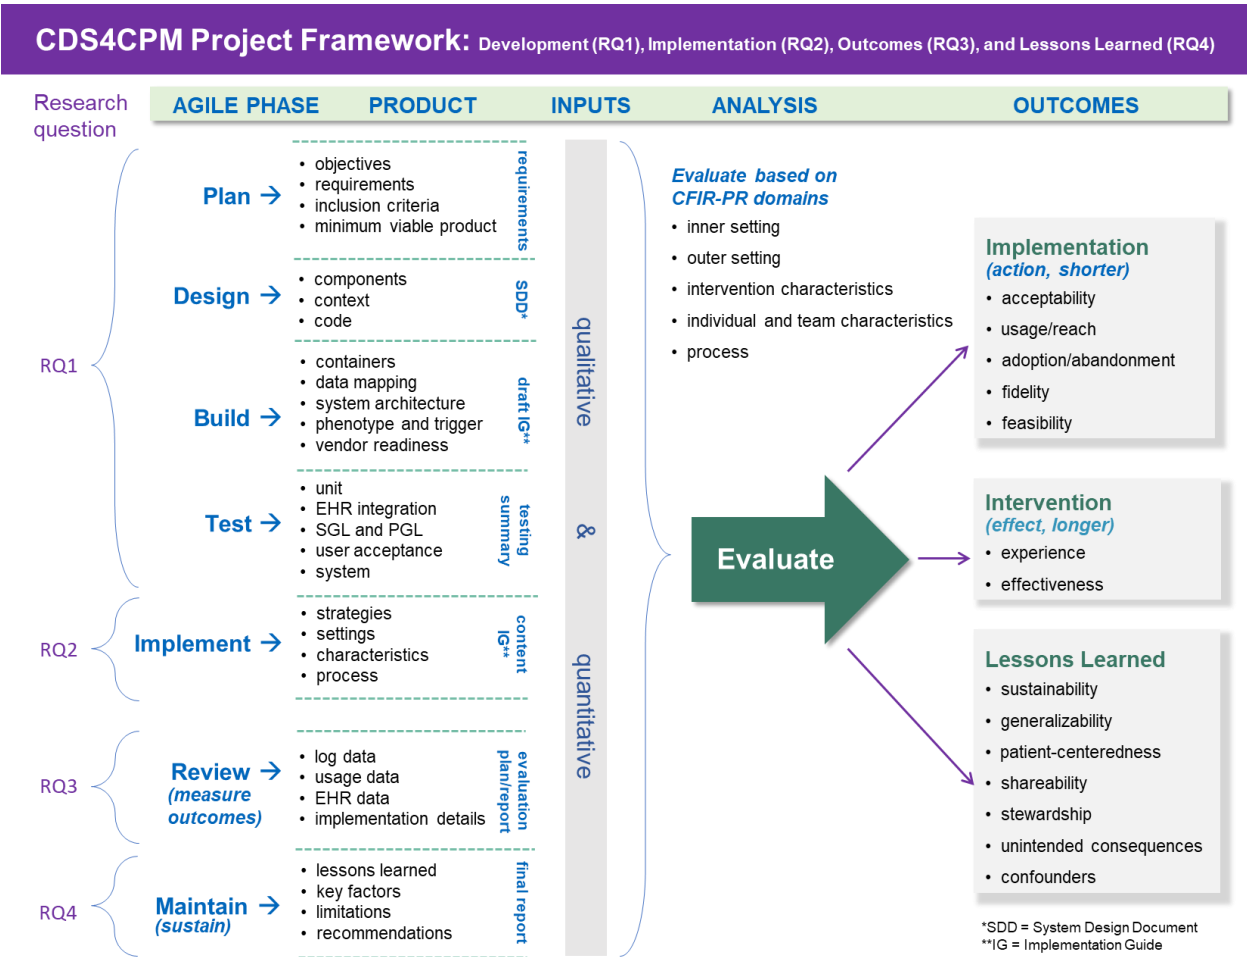 CDS4CPM Project Framework: Development (RQ1), Implementation (RQ2), Outcomes (RQ3), and Lessons Learned (RQ4)
Research
question
AGILE PHASE PRODUCT INPUTS ANALYSIS OUTCOMES
RQ1
Plan →
• objectives
• requirements
• inclusion criteria
• minimum viable product
requirements
Design →
• components
• context
• code
SDD*
Build →
• containers
• data mapping
• system architecture
• phenotype and trigger
• vendor readiness
draft IG**
Test →
• unit
• EHR integration
• SGL and PGL
• user acceptance
• system
testing
summary
RQ2
Implement →
• strategies
• settings
• characteristics
• process
content
IG**
RQ3
Review →
(measure
outcomes)
• log data
• usage data
• EHR data
• implementation details
evaluation
plan/report
RQ4
Maintain →
(sustain)
• lessons learned
• key factors
• limitations
• recommendations
final report
qualitative
&
quantitative
Evaluate based on
CFIR-PR domains
• inner setting
• outer setting
• intervention characteristics
• individual and team characteristics
• process
Evaluate
Implementation
(action, shorter)
• acceptability
• usage/reach
• adoption/abandonment
• fidelity
• feasibility
Intervention
(effect, longer)
• experience
• effectiveness
Lessons Learned
• sustainability
• generalizability
• patient-centeredness
• shareability
• stewardship
• unintended consequences
• confounders
*SDD = System Design Document
**IG = Implementation Guide